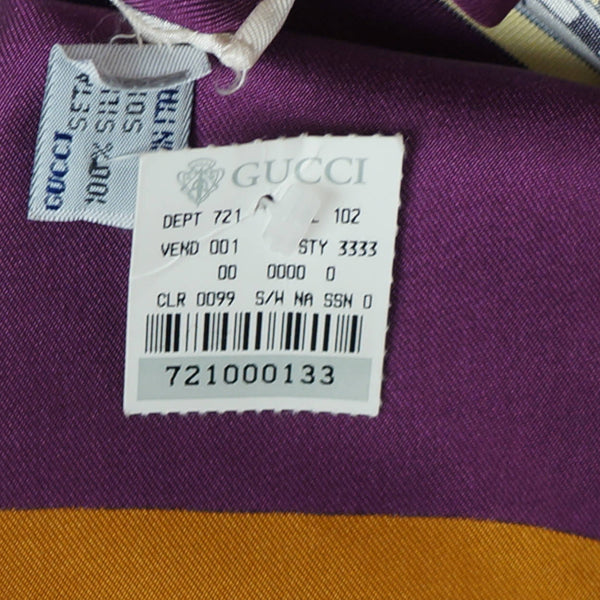 GUCCI
DEPT 721 102
VEND 001 STY 3333
00 0000 0
CLR 0099 S/W NA SSN 0
721000133
GUCCI
100%
SETA
SILK